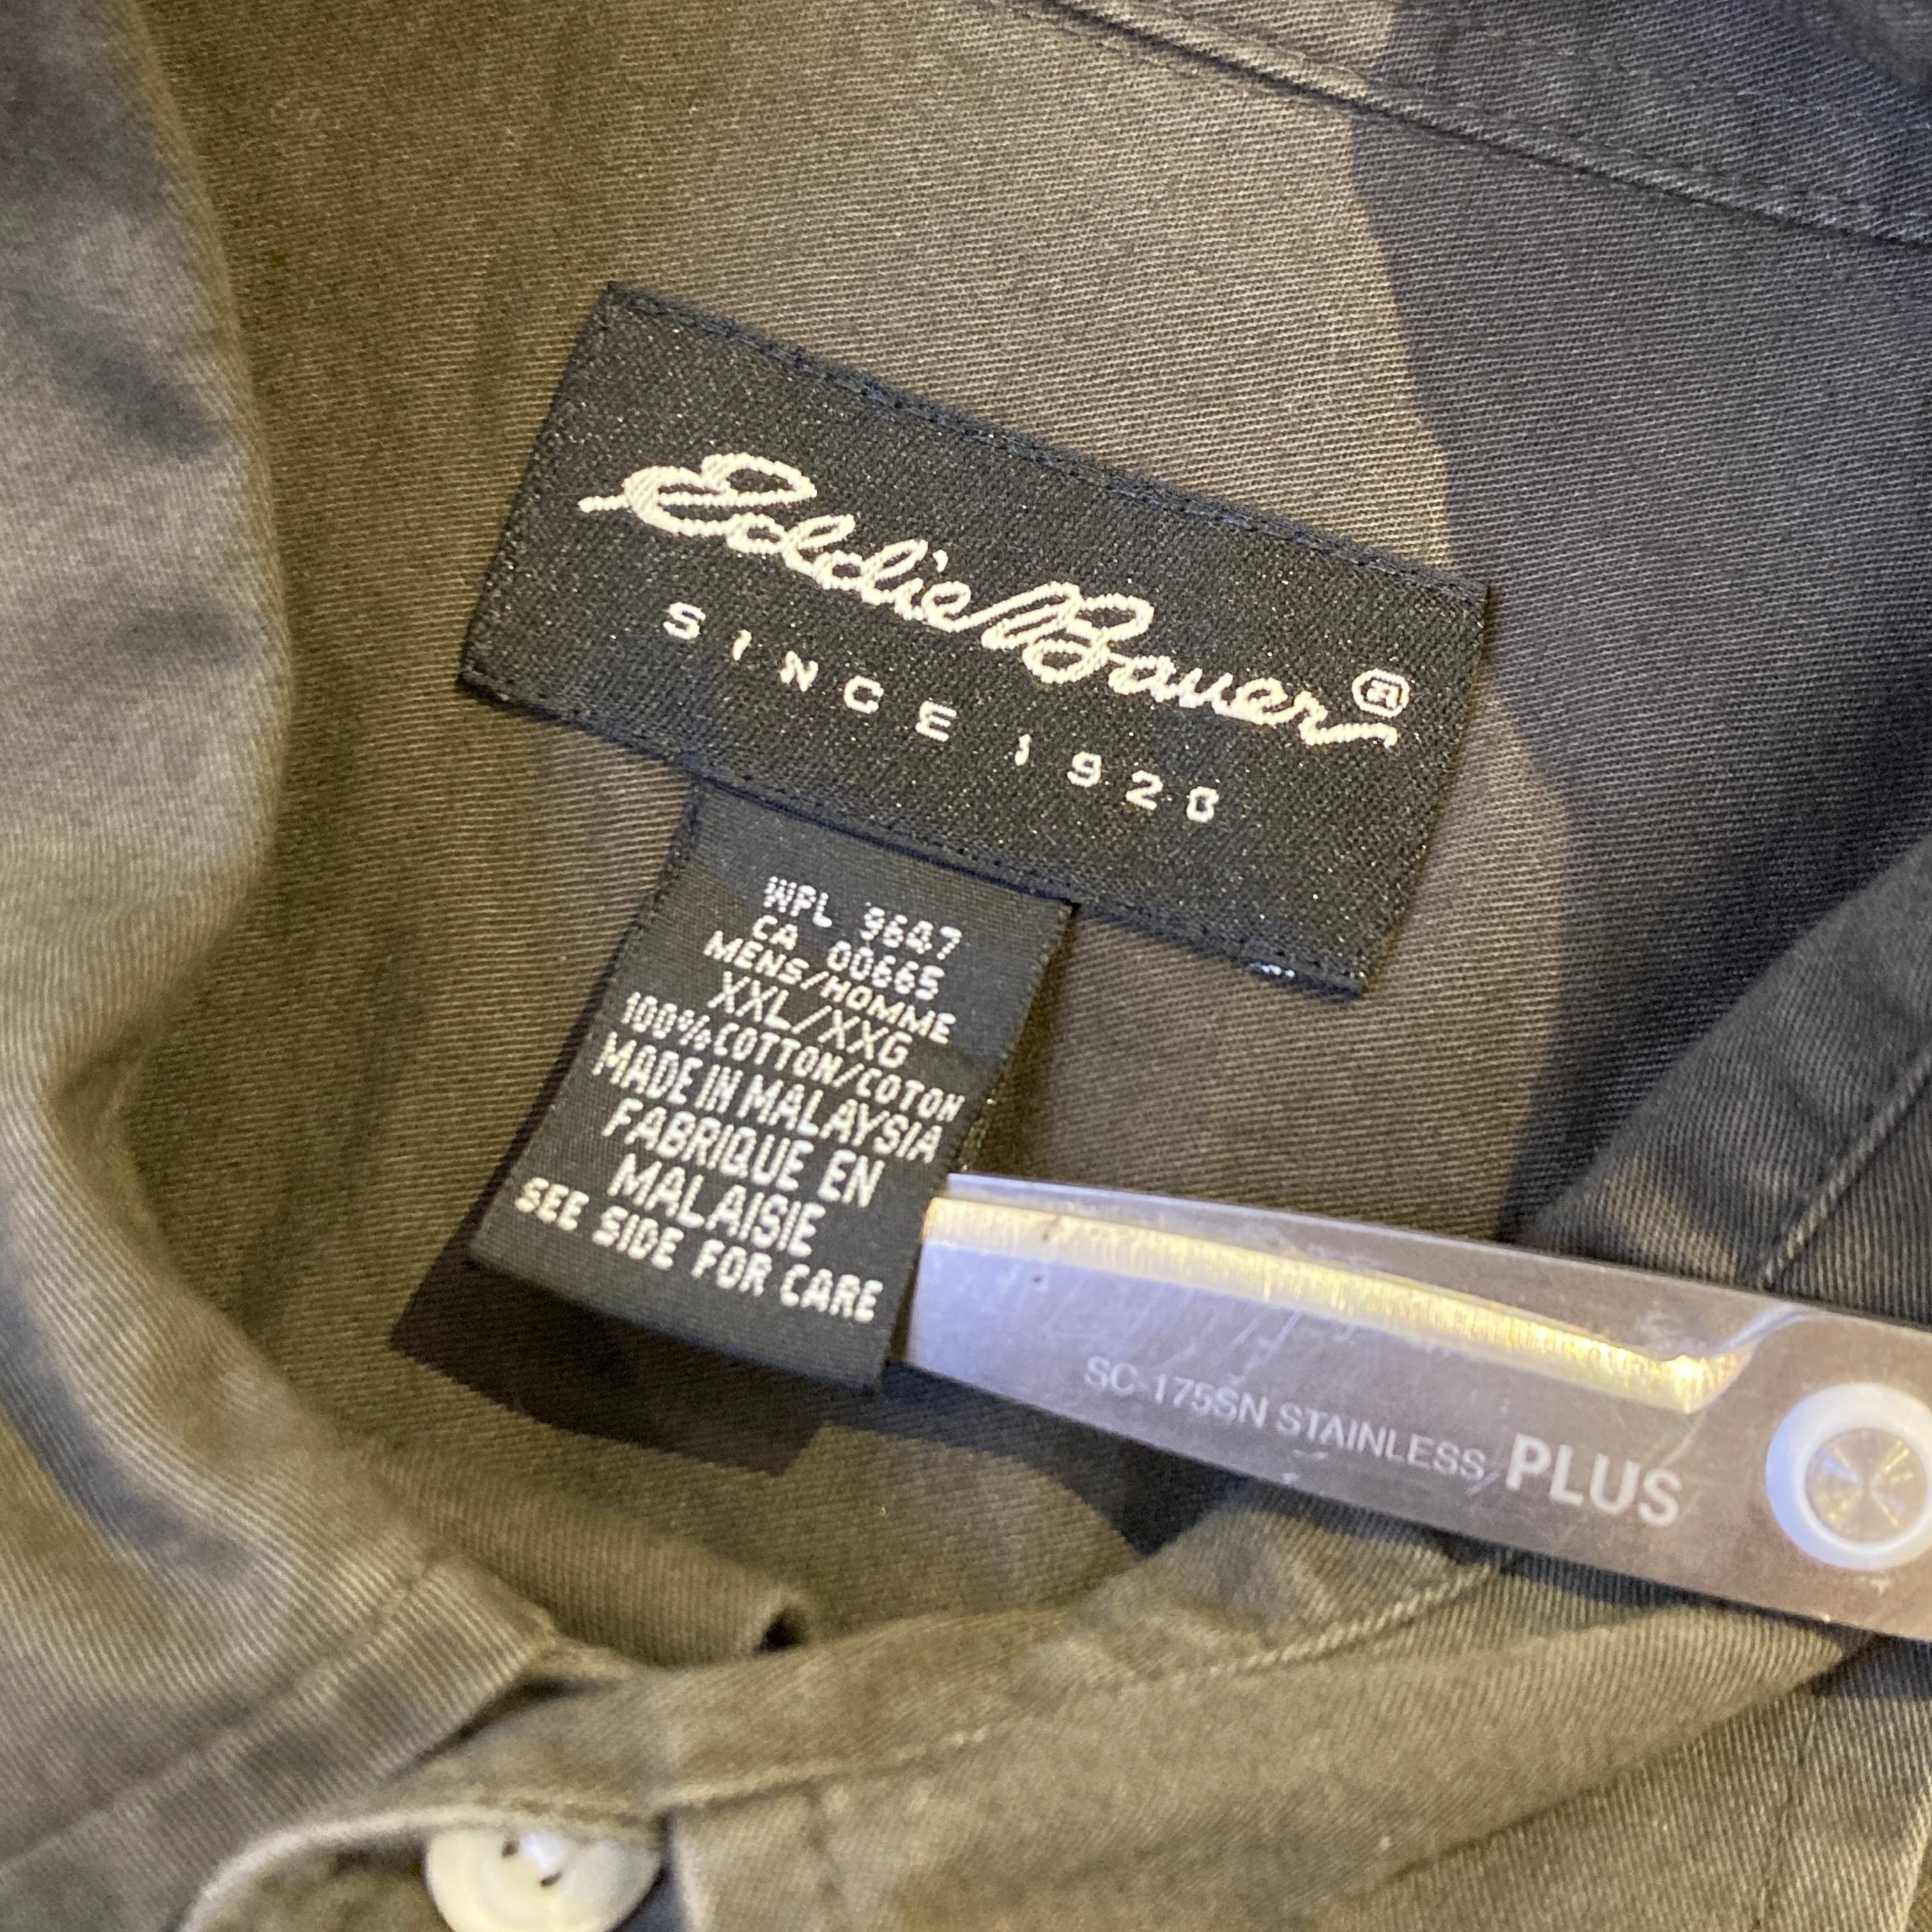 Eddie Bauer®
SINCE 1920
WPL 9647
CA 00665
MENS/HOMME
XXL/XXG
100%COTTON/COTON
MADE IN MALAYSIA
FABRIQUE EN
MALAISIE
SEE SIDE FOR CARE
SC-175SN STAINLESS PLUS